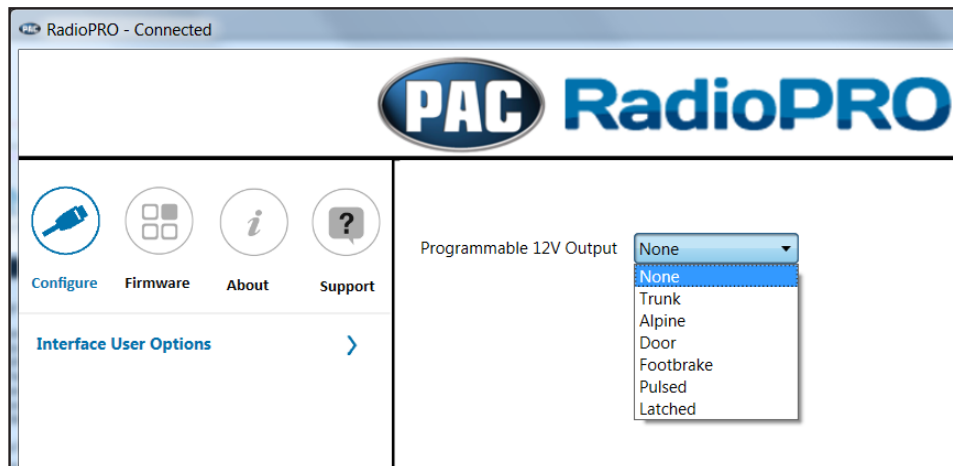 RadioPRO - Connected
PAC RadioPRO
Configure Firmware About Support
Interface User Options
Programmable 12V Output None
None
Trunk
Alpine
Door
Footbrake
Pulsed
Latched